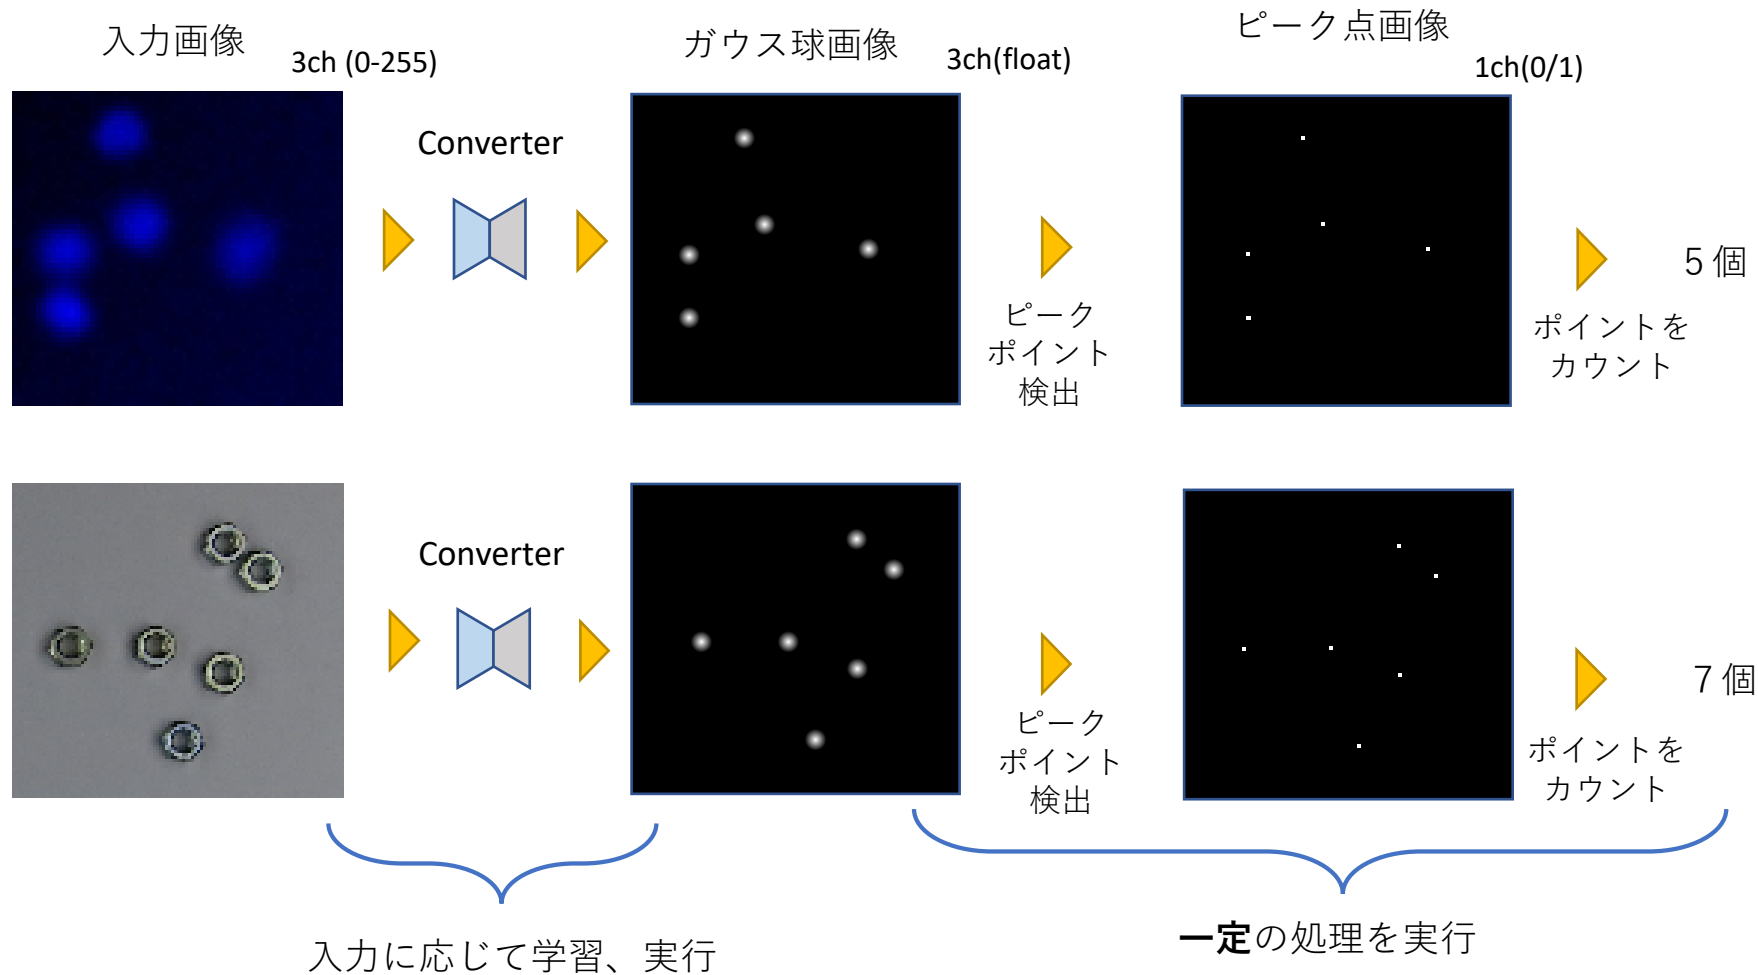 入力画像
3ch (0-255)
ガウス球画像
3ch(float)
ピーク点画像
1ch(0/1)
Converter
ピーク
ポイント
検出
ポイントを
カウント
５個
Converter
ピーク
ポイント
検出
ポイントを
カウント
７個
入力に応じて学習、実行
一定の処理を実行